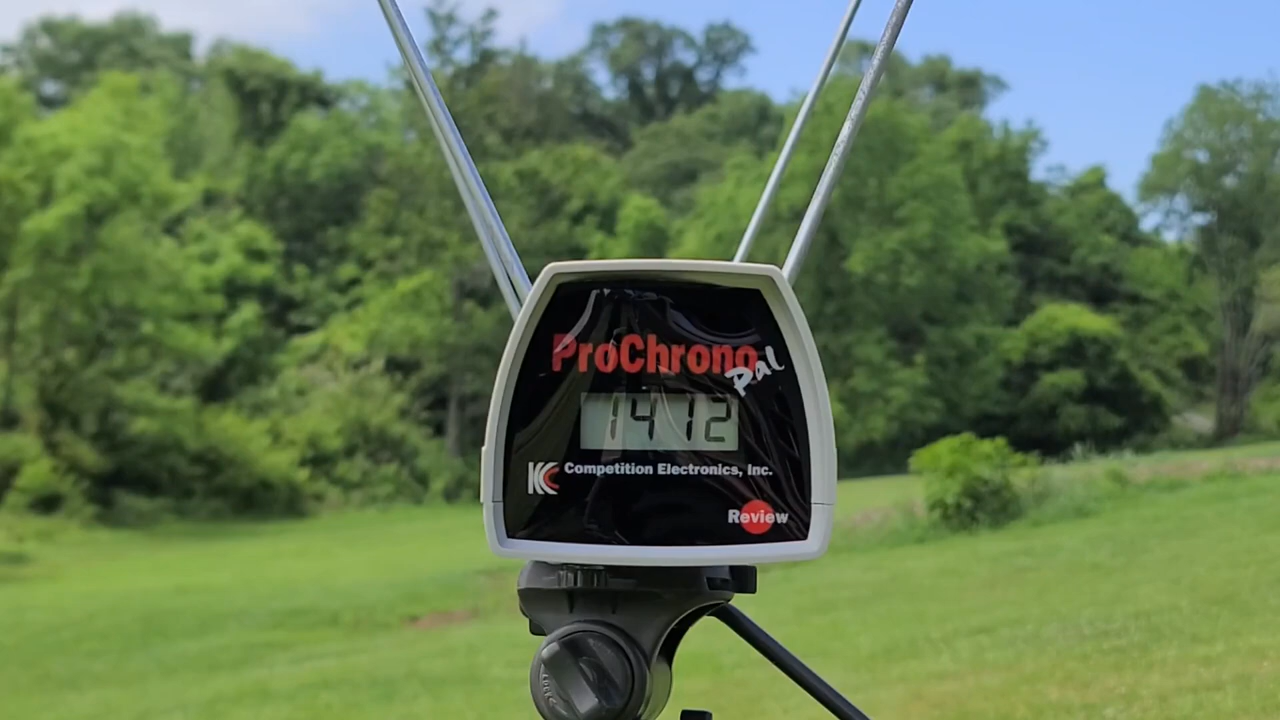 ProChrono
Pal
1412
Competition Electronics, Inc.
Review